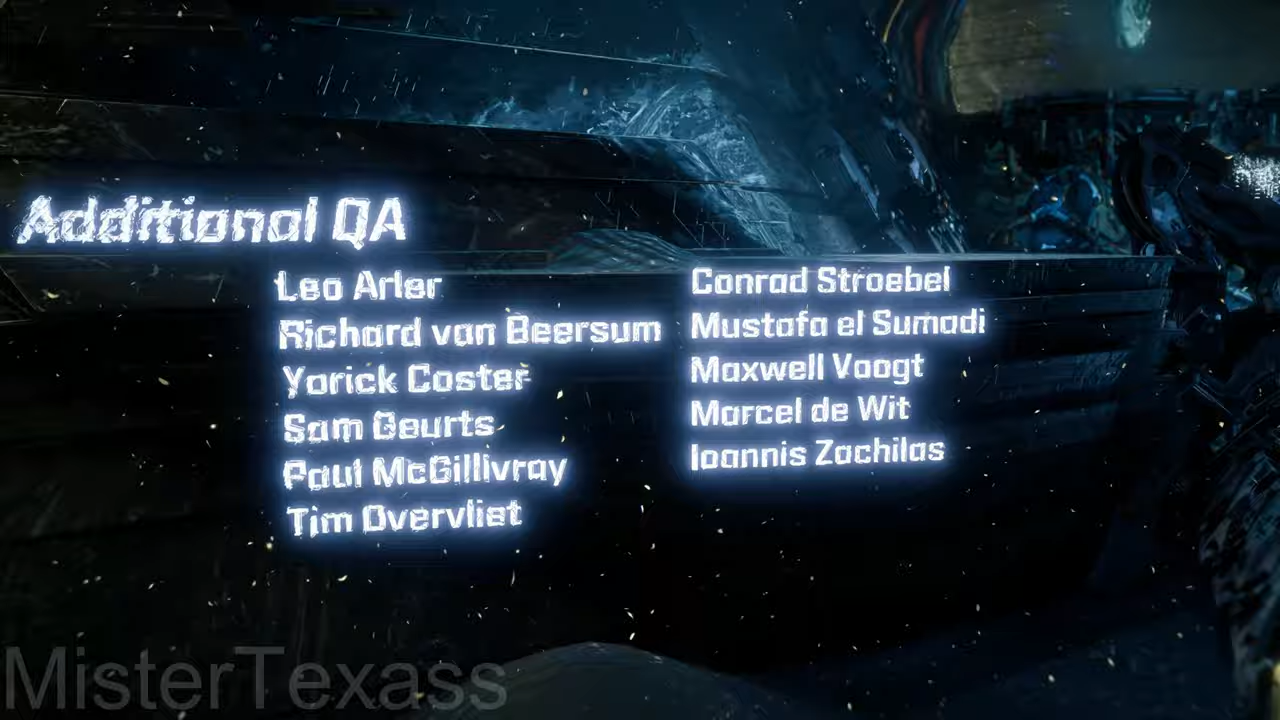 Additional QA
Leo Arler
Richard van Beersum
Yorick Coster
Sam Geurts
Paul McGillivray
Tim Overvliet
Conrad Stroebel
Mustafa el Sumadi
Maxwell Voogt
Marcel de Wit
Ioannis Zachilas
MisterTexass